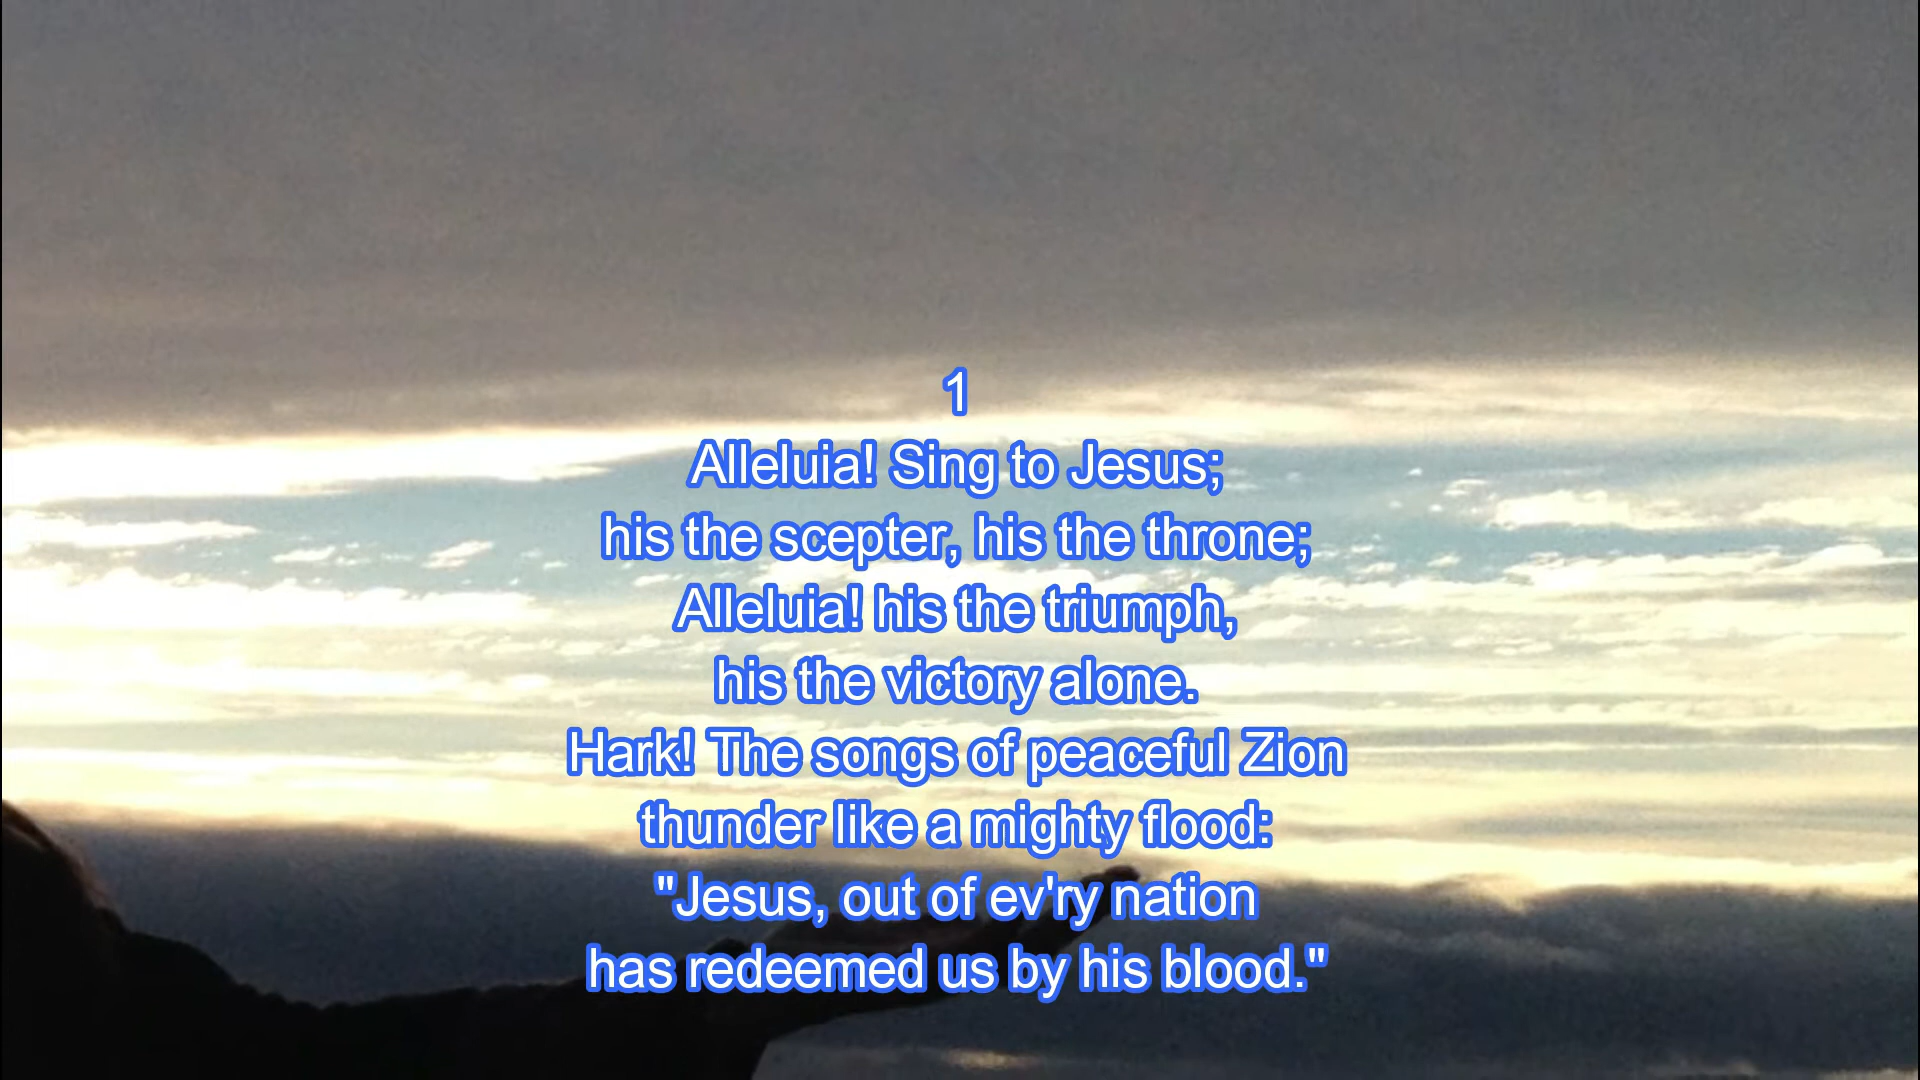 1
Alleluia! Sing to Jesus;
his the scepter, his the throne;
Alleluia! his the triumph,
his the victory alone.
Hark! The songs of peaceful Zion
thunder like a mighty flood:
"Jesus, out of ev'ry nation
has redeemed us by his blood."